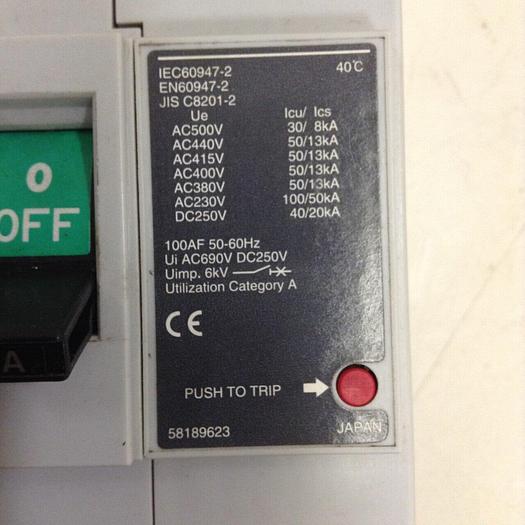 IEC60947-2 40℃
EN60947-2
JIS C8201-2
Ue Icu/ Ics
AC500V 30/ 8kA
AC440V 50/13kA
AC415V 50/13kA
AC400V 50/13kA
AC380V 50/13kA
AC230V 100/50kA
DC250V 40/20kA
O
OFF
100AF 50-60Hz
Ui AC690V DC250V
Uimp. 6kV
Utilization Category A
CE
A
PUSH TO TRIP
58189623 JAPAN